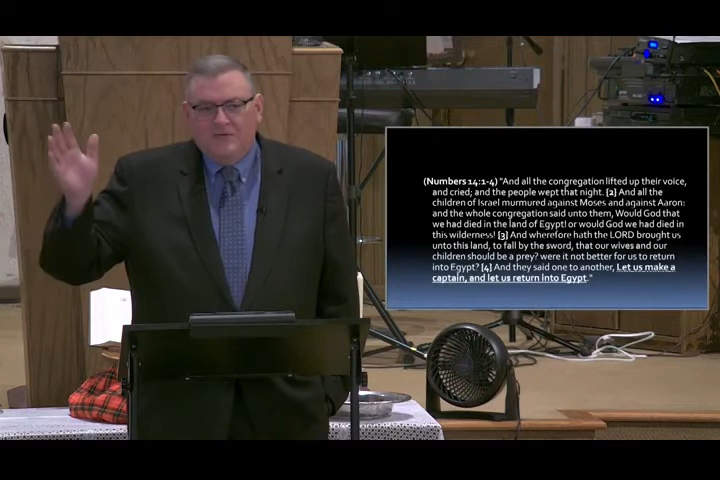 (Numbers 14:1-4) "And all the congregation lifted up their voice,
and cried; and the people wept that night. [2] And all the
children of Israel murmured against Moses and against Aaron:
and the whole congregation said unto them, Would God that
we had died in the land of Egypt! or would God we had died in
this wilderness! [3] And wherefore hath the LORD brought us
unto this land, to fall by the sword, that our wives and our
children should be a prey? were it not better for us to return
into Egypt? [4] And they said one to another, Let us make a
captain, and let us return into Egypt."